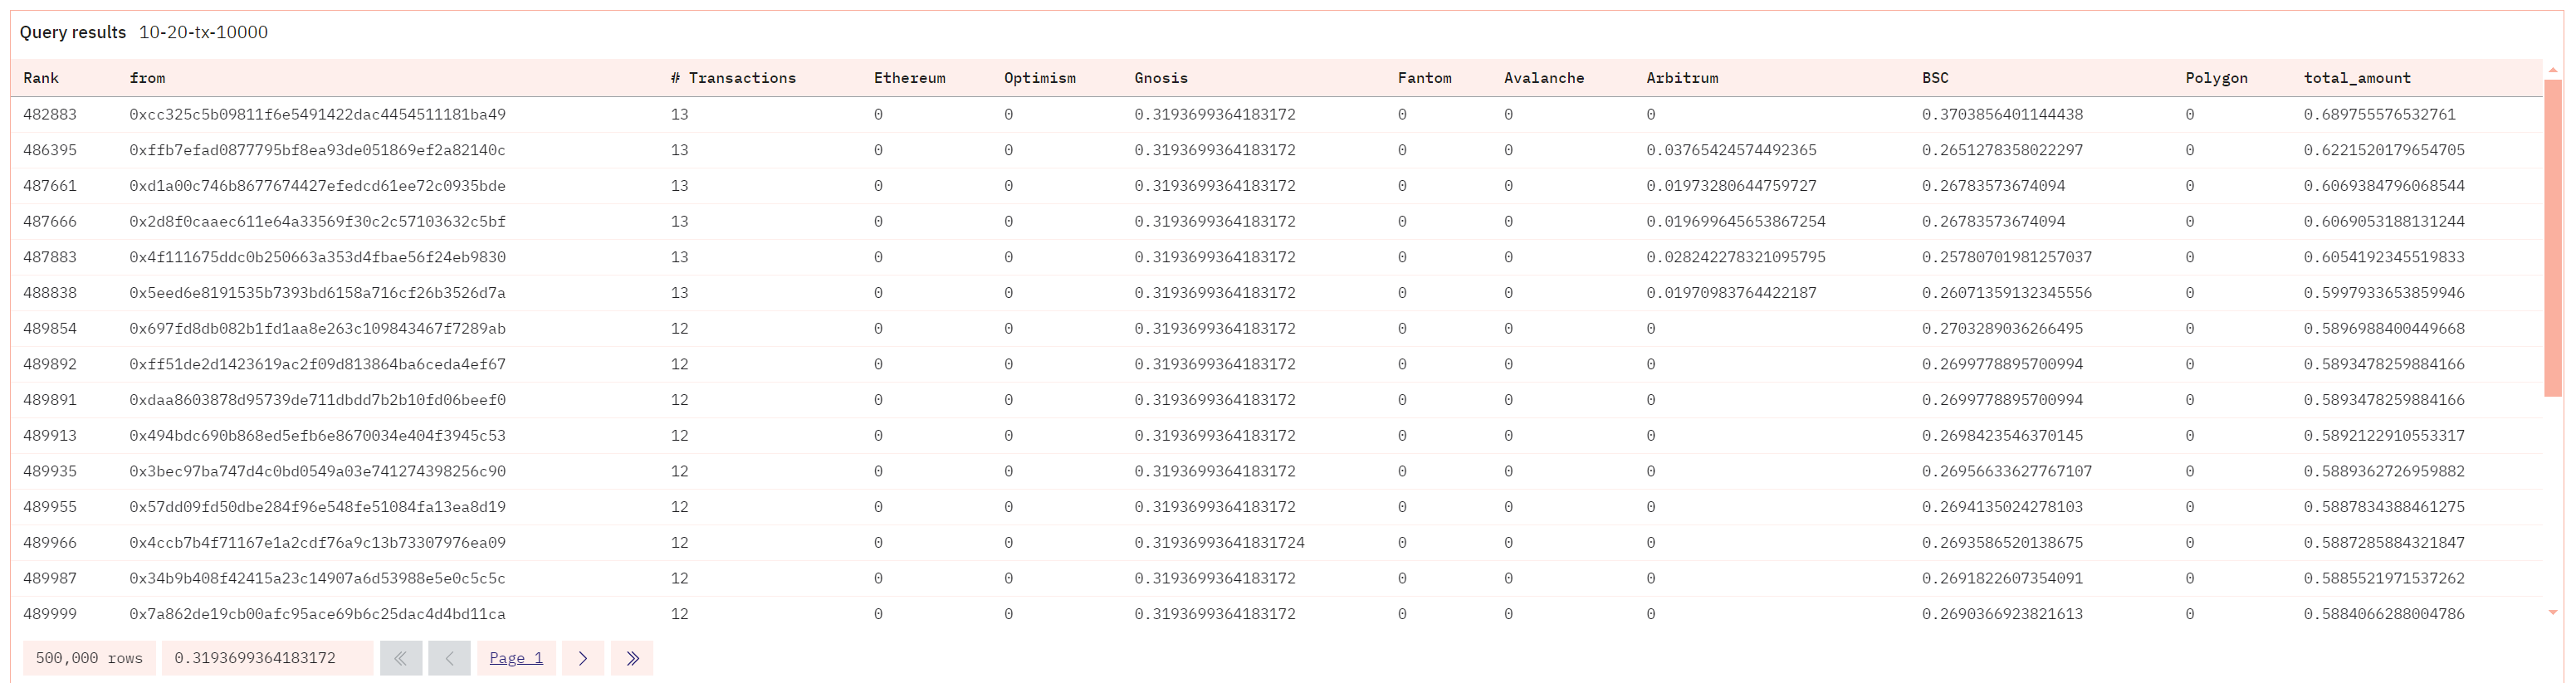 Query results 10-20-tx-10000
Rank from # Transactions Ethereum Optimism Gnosis Fantom Avalanche Arbitrum BSC Polygon total_amount
482883 0xcc325c5b09811f6e5491422dac4454511181ba49 13 0 0 0.3193699364183172 0 0 0 0.3703856401144438 0 0.689755576532761
486395 0xffb7efad0877795bf8ea93de051869ef2a82140c 13 0 0 0.3193699364183172 0 0 0.03765424574492365 0.2651278358022297 0 0.6221520179654705
487661 0xd1a00c746b8677674427efedcd61ee72c0935bde 13 0 0 0.3193699364183172 0 0 0.01973280644759727 0.26783573674094 0 0.6069384796068544
487666 0x2d8f0caaec611e64a33569f30c2c57103632c5bf 13 0 0 0.3193699364183172 0 0 0.019699645653867254 0.26783573674094 0 0.6069053188131244
487883 0x4f111675ddc0b250663a353d4fbae56f24eb9830 13 0 0 0.3193699364183172 0 0 0.028242278321095795 0.25780701981257037 0 0.6054192345519833
488838 0x5eed6e8191535b7393bd6158a716cf26b3526d7a 13 0 0 0.3193699364183172 0 0 0.01970983764422187 0.26071359132345556 0 0.5997933653859946
489854 0x697fd8db082b1fd1aa8e263c109843467f7289ab 12 0 0 0.3193699364183172 0 0 0 0.2703289036266495 0 0.5896988400449668
489892 0xff51de2d1423619ac2f09d813864ba6ceda4ef67 12 0 0 0.3193699364183172 0 0 0 0.2699778895700994 0 0.5893478259884166
489891 0xdaa8603878d95739de711dbdd7b2b10fd06beef0 12 0 0 0.3193699364183172 0 0 0 0.2699778895700994 0 0.5893478259884166
489913 0x494bdc690b868ed5efb6e8670034e404f3945c53 12 0 0 0.3193699364183172 0 0 0 0.2698423546370145 0 0.5892122910553317
489935 0x3bec97ba747d4c0bd0549a03e741274398256c90 12 0 0 0.3193699364183172 0 0 0 0.26956633627767107 0 0.5889362726959882
489955 0x57dd09fd50dbe284f96e548fe51084fa13ea8d19 12 0 0 0.3193699364183172 0 0 0 0.2694135024278103 0 0.5887834388461275
489966 0x4ccb7b4f71167e1a2cdf76a9c13b73307976ea09 12 0 0 0.31936993641831724 0 0 0 0.2693586520138675 0 0.5887285884321847
489987 0x34b9b408f42415a23c14907a6d53988e5e0c5c5c 12 0 0 0.3193699364183172 0 0 0 0.2691822607354091 0 0.5885521971537262
489999 0x7a862de19cb00afc95ace69b6c25dac4d4bd11ca 12 0 0 0.3193699364183172 0 0 0 0.2690366923821613 0 0.5884066288004786
500,000 rows 0.3193699364183172 Page 1